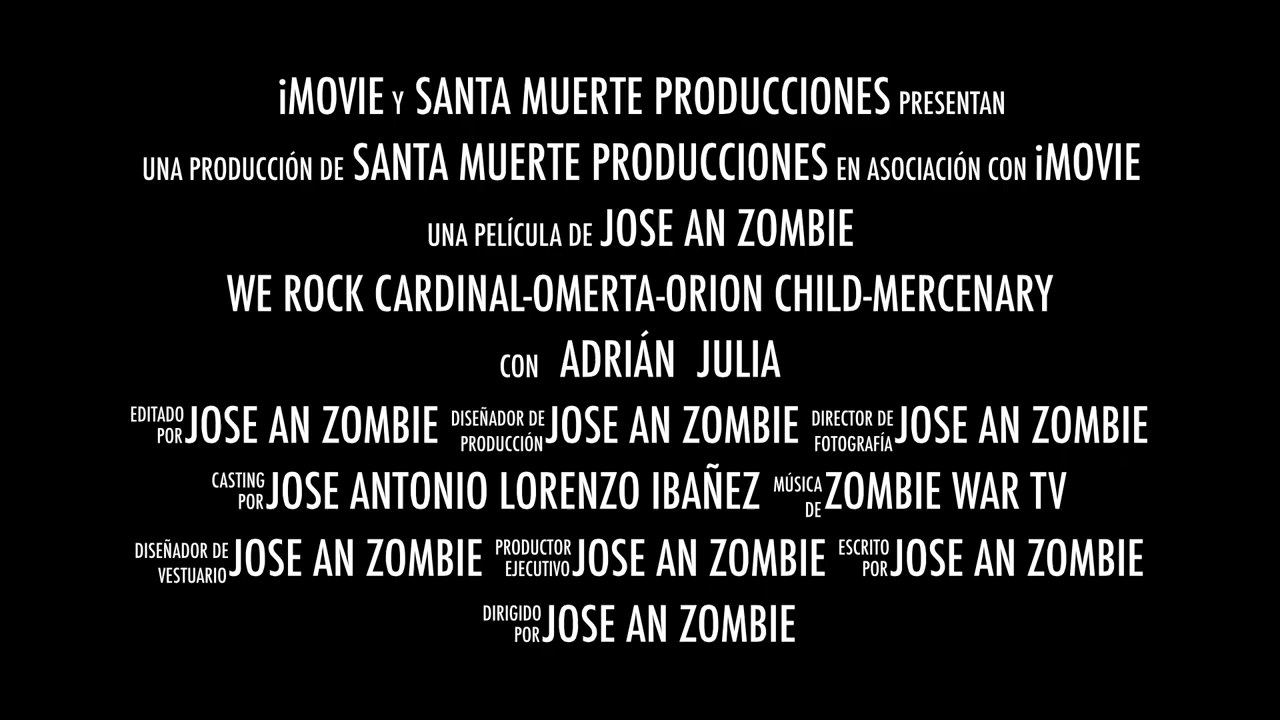 iMOVIE Y SANTA MUERTE PRODUCCIONES PRESENTAN
UNA PRODUCCIÓN DE SANTA MUERTE PRODUCCIONES EN ASOCIACIÓN CON iMOVIE
UNA PELÍCULA DE JOSE AN ZOMBIE
WE ROCK CARDINAL-OMERTA-ORION CHILD-MERCENARY
CON ADRIÁN JULIA
EDITADO POR JOSE AN ZOMBIE DISEÑADOR DE PRODUCCIÓN JOSE AN ZOMBIE DIRECTOR DE FOTOGRAFÍA JOSE AN ZOMBIE
CASTING POR JOSE ANTONIO LORENZO IBAÑEZ MÚSICA DE ZOMBIE WAR TV
DISEÑADOR DE VESTUARIO JOSE AN ZOMBIE PRODUCTOR EJECUTIVO JOSE AN ZOMBIE ESCRITO POR JOSE AN ZOMBIE
DIRIGIDO POR JOSE AN ZOMBIE